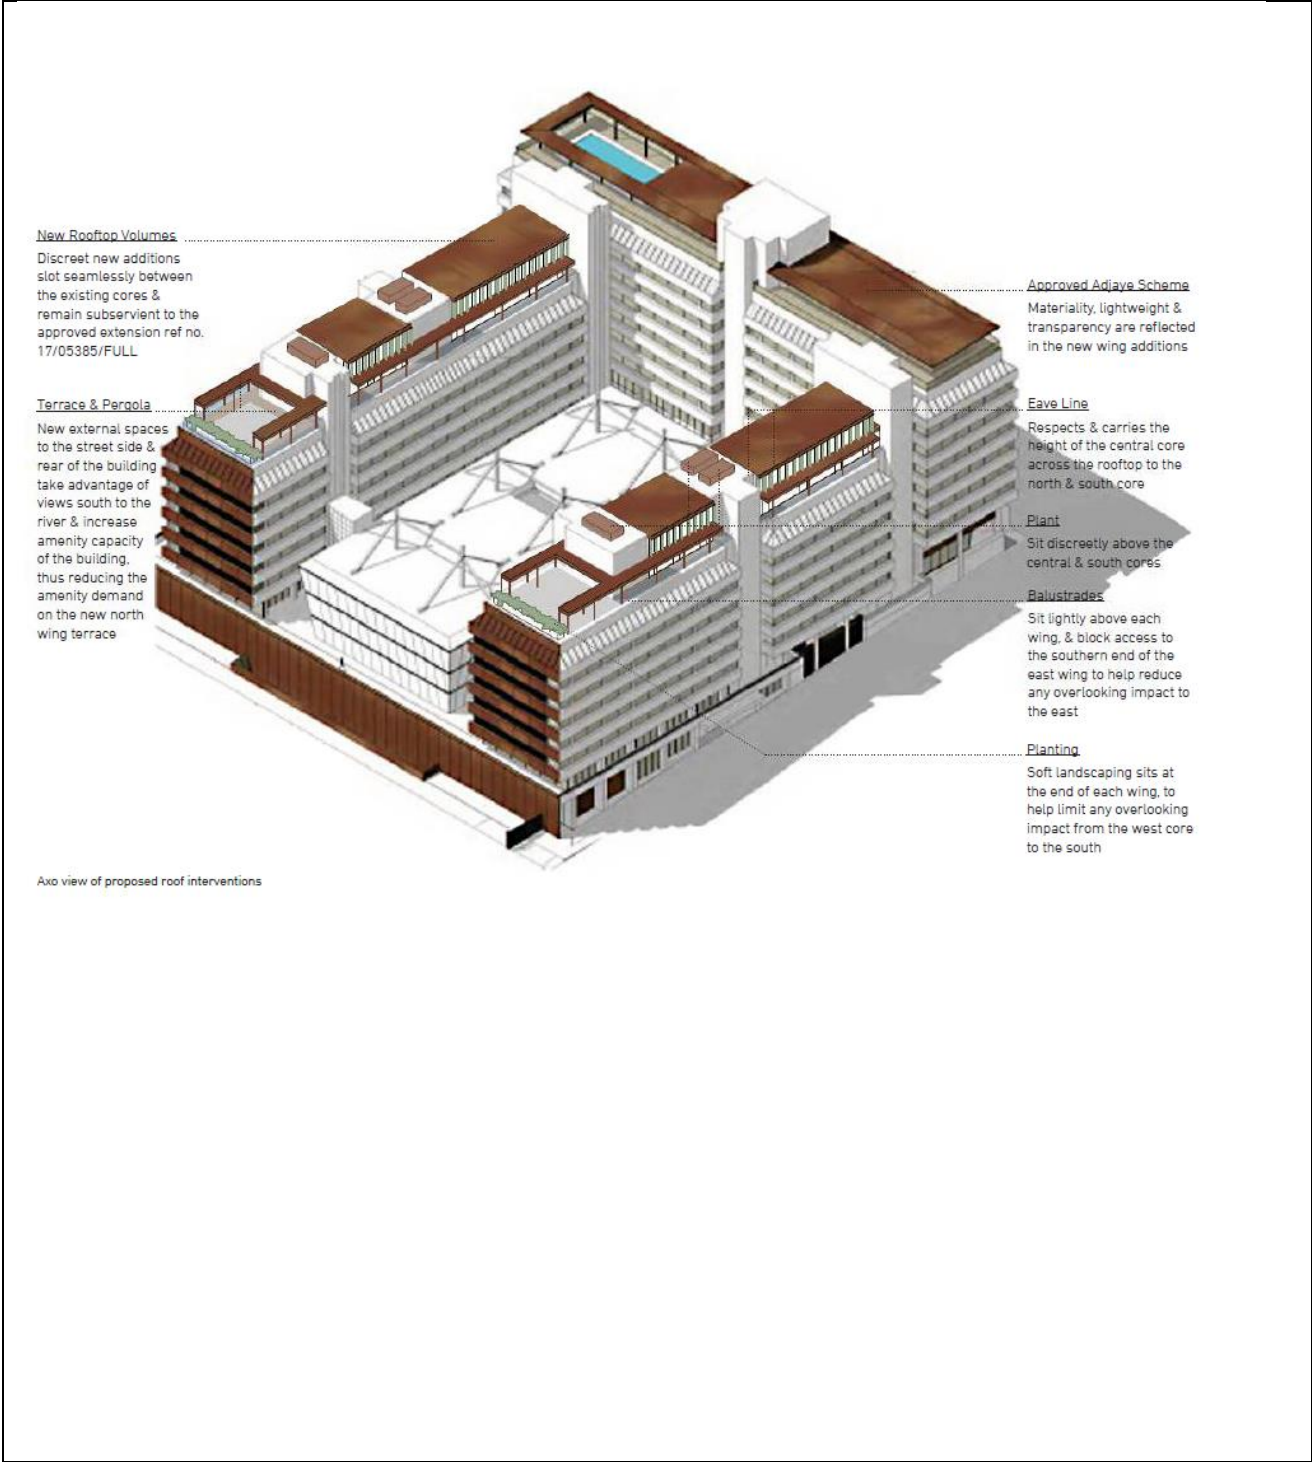 New Rooftop Volumes
Discreet new additions
slot seamlessly between
the existing cores &
remain subservient to the
approved extension ref no.
17/05385/FULL
Terrace & Pergola
New external spaces
to the street side &
rear of the building
take advantage of
views south to the
river & increase
amenity capacity
of the building,
thus reducing the
amenity demand
on the new north
wing terrace
Approved Adjaye Scheme
Materiality, lightweight &
transparency are reflected
in the new wing additions
Eave Line
Respects & carries the
height of the central core
across the rooftop to the
north & south core
Plant
Sit discreetly above the
central & south cores
Balustrades
Sit lightly above each
wing, & block access to
the southern end of the
east wing to help reduce
any overlooking impact to
the east
Planting
Soft landscaping sits at
the end of each wing, to
help limit any overlooking
impact from the west core
to the south
Axo view of proposed roof interventions